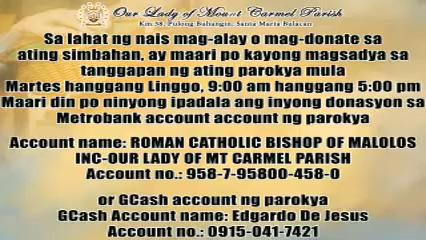 Our Lady of Mount Carmel Parish
Km 38, Pulong Buhangin, Santa Maria Bulacan
Sa lahat ng nais mag-alay o mag-donate sa
ating simbahan, ay maari po kayong magsadya sa
tanggapan ng ating parokya mula
Martes hanggang Linggo, 9:00 am hanggang 5:00 pm
Maari din po ninyong ipadala ang inyong donasyon sa
Metrobank account account ng parokya
Account name: ROMAN CATHOLIC BISHOP OF MALOLOS
INC-OUR LADY OF MT CARMEL PARISH
Account no.: 958-7-95800-458-0
or GCash account ng parokya
GCash Account name: Edgardo De Jesus
Account no.: 0915-041-7421